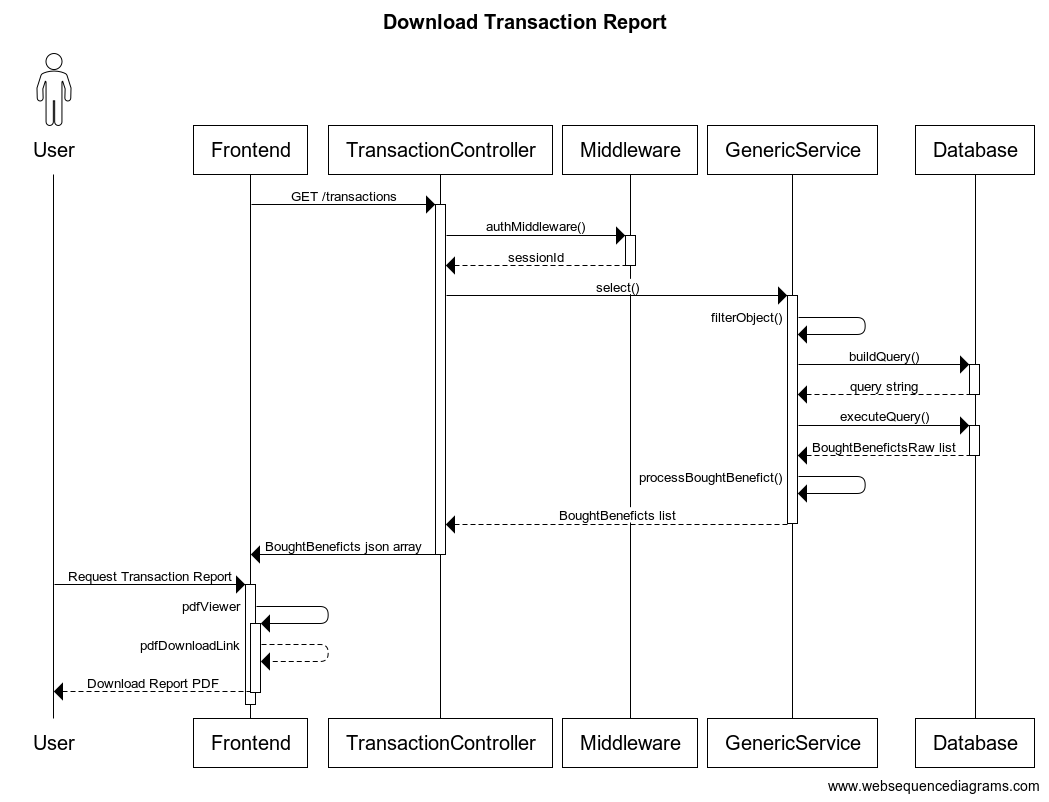 Download Transaction Report
User
Frontend
TransactionController
Middleware
GenericService
Database
GET /transactions
authMiddleware()
sessionId
select()
filterObject()
buildQuery()
query string
executeQuery()
BoughtBenefictsRaw list
processBoughtBenefict()
BoughtBeneficts list
BoughtBeneficts json array
Request Transaction Report
pdfViewer
pdfDownloadLink
Download Report PDF
User
Frontend
TransactionController
Middleware
GenericService
Database
www.websequencediagrams.com